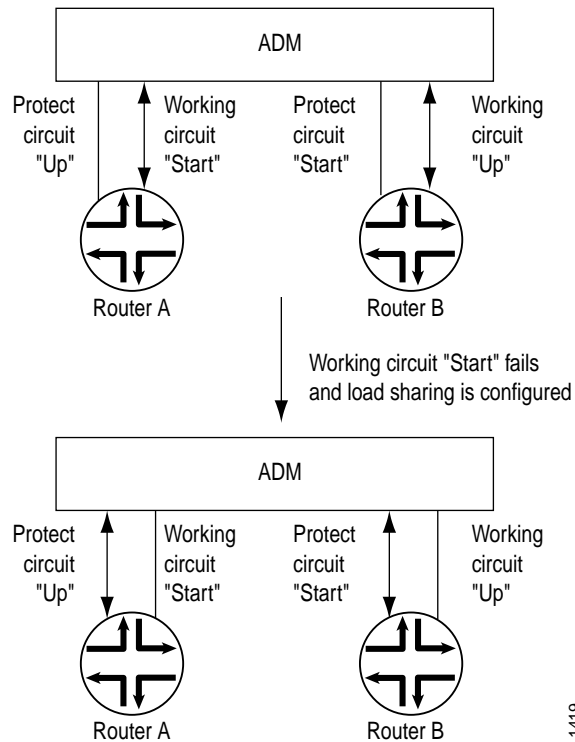 ADM
Protect
circuit
"Up"
Working
circuit
"Start"
Protect
circuit
"Start"
Working
circuit
"Up"
Router A
Router B
Working circuit "Start" fails
and load sharing is configured
ADM
Protect
circuit
"Up"
Working
circuit
"Start"
Protect
circuit
"Start"
Working
circuit
"Up"
Router A
Router B
1419